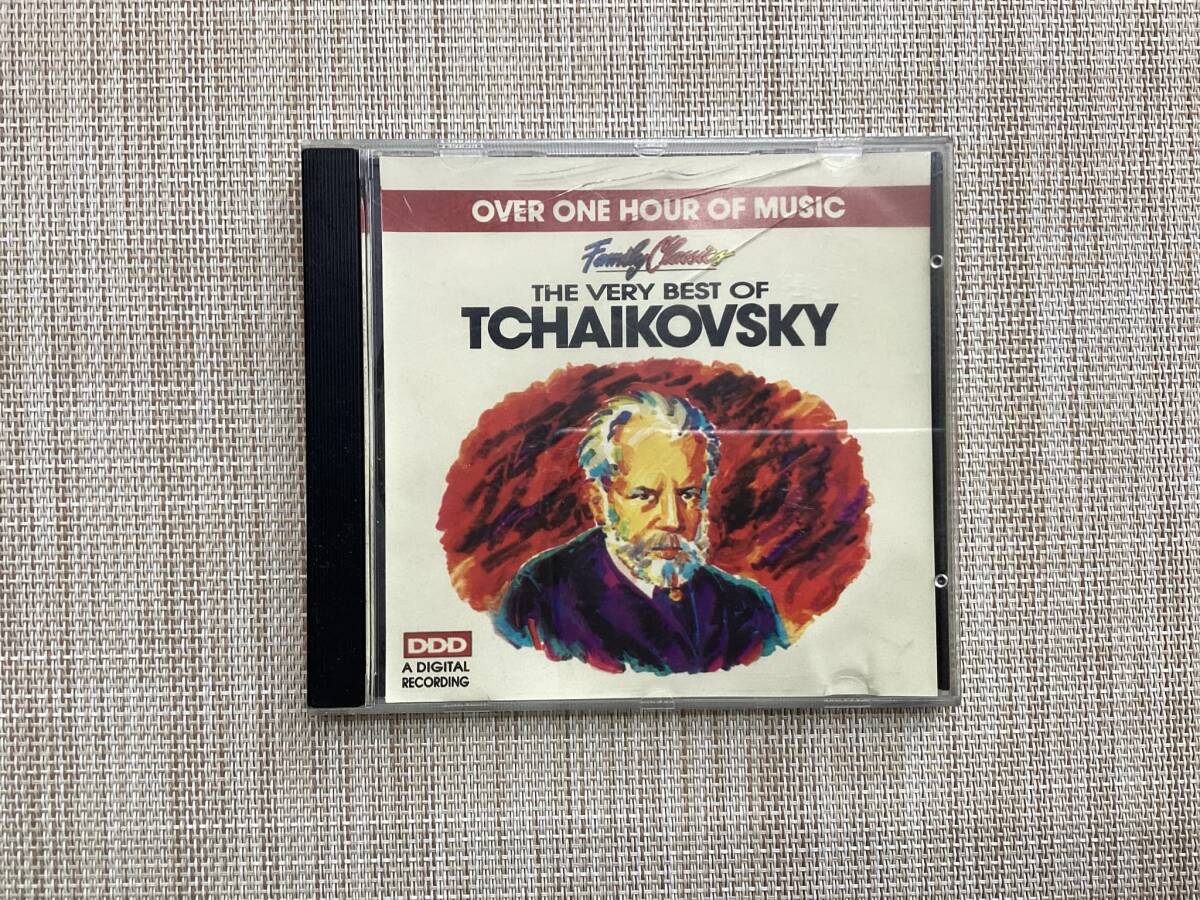 OVER ONE HOUR OF MUSIC
Family Classics
THE VERY BEST OF
TCHAIKOVSKY
DDD
A DIGITAL
RECORDING